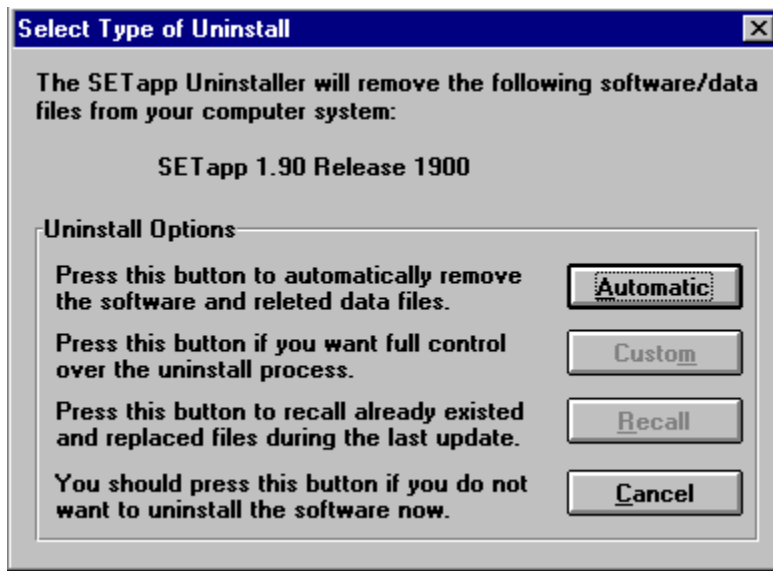 Select Type of Uninstall
The SETapp Uninstaller will remove the following software/data
files from your computer system:
SETapp 1.90 Release 1900
Uninstall Options
Press this button to automatically remove
the software and releted data files.
Automatic
Press this button if you want full control
over the uninstall process.
Custom
Press this button to recall already existed
and replaced files during the last update.
Recall
You should press this button if you do not
want to uninstall the software now.
Cancel